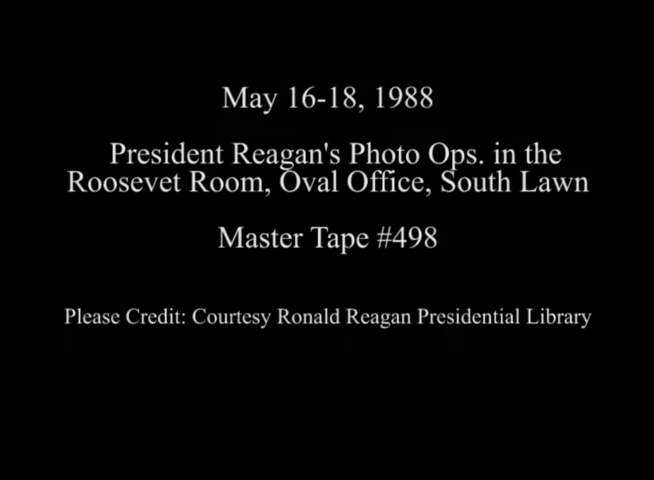 May 16-18, 1988
President Reagan's Photo Ops. in the
Roosevet Room, Oval Office, South Lawn
Master Tape #498
Please Credit: Courtesy Ronald Reagan Presidential Library